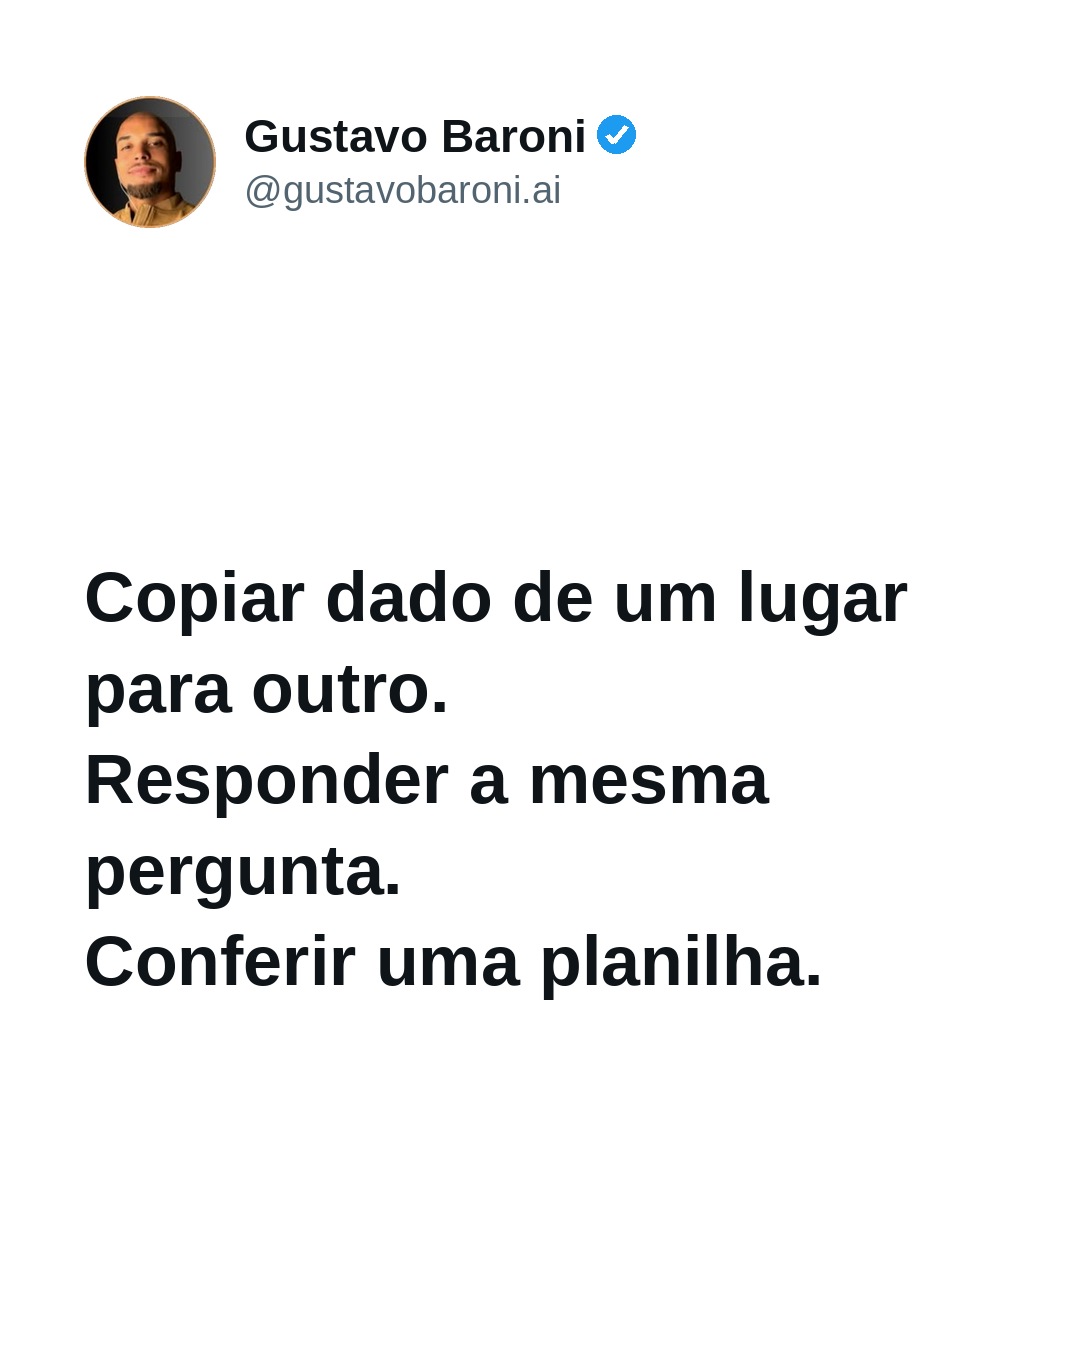 Gustavo Baroni
@gustavobaroni.ai
Copiar dado de um lugar
para outro.
Responder a mesma
pergunta.
Conferir uma planilha.